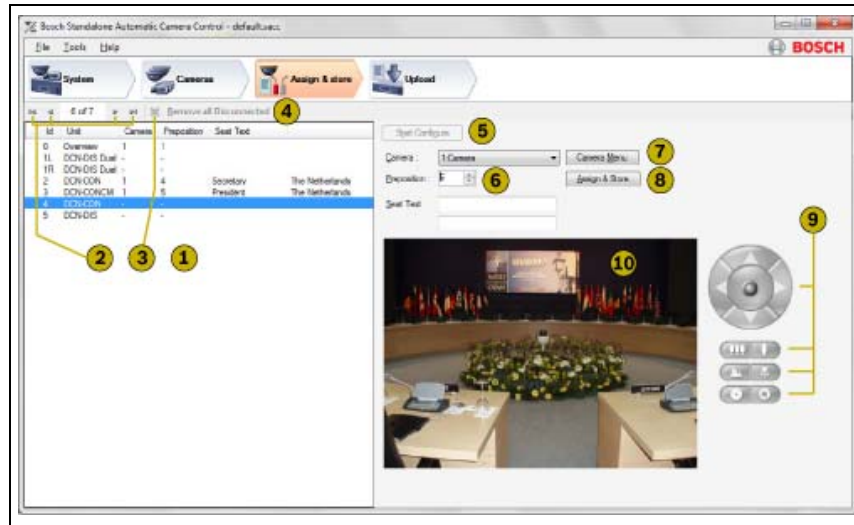 Bosch Standalone Automatic Camera Control - default.sacc
File Tools Help
BOSCH
System Cameras Assign & store Upload
6 of 7 Remove all Disconnected 4
Id Unit Camera Preposition Seat Text
0 Overview 1 1
1L DCN-DIS Dual - -
1R DCN-DIS Dual - -
2 DCN-CON 1 4 Secretary The Netherlands
3 DCN-CONCM 1 5 President The Netherlands
4 DCN-CON - -
5 DCN-DIS - -
2 3 1
Start Configure 5
Camera : 1:Camera Camera Menu... 7
Preposition: 6 Assign & Store... 8
Seat Text
9
10